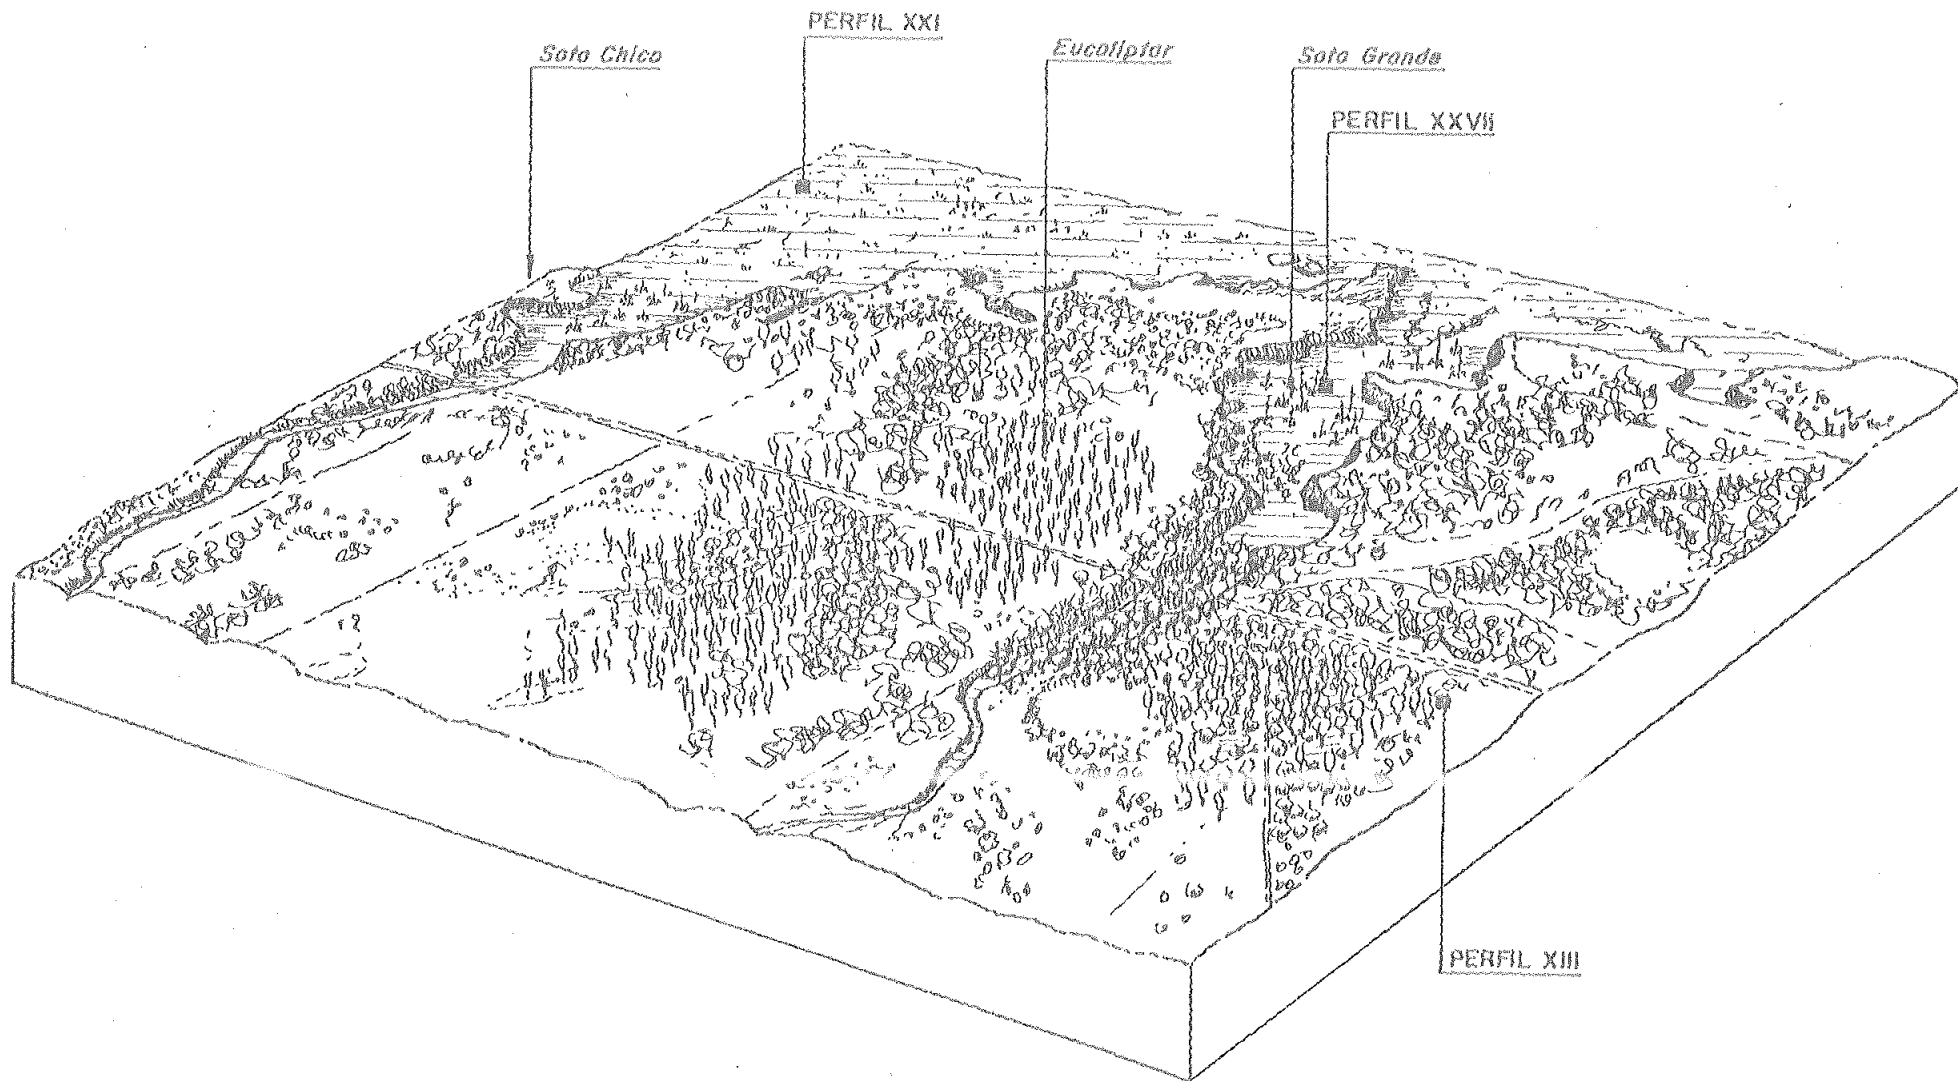 PERFIL XXI
Soto Chico
Eucaliptar
Soto Grande
PERFIL XXVII
PERFIL XIII